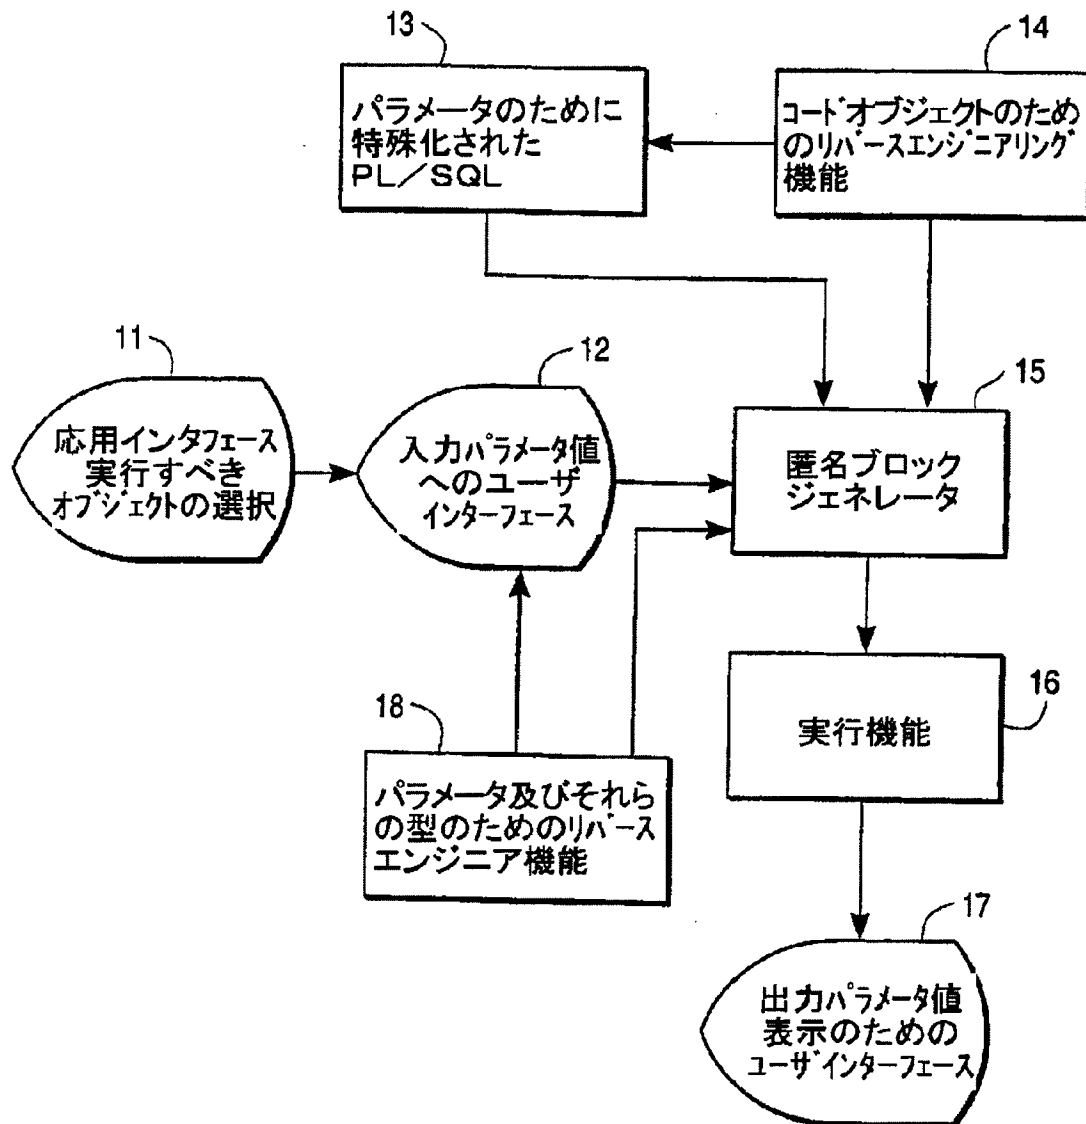 13
パラメータのために
特殊化された
PL／SQL
14
コードオブジェクトのため
のリバースエンジニアリング
機能
11
応用インタフェース
実行すべき
オブジェクトの選択
12
入力パラメータ値
へのユーザ
インターフェース
15
匿名ブロック
ジェネレータ
16
実行機能
18
パラメータ及びそれら
の型のためのリバース
エンジニア機能
17
出力パラメータ値
表示のための
ユーザインターフェース